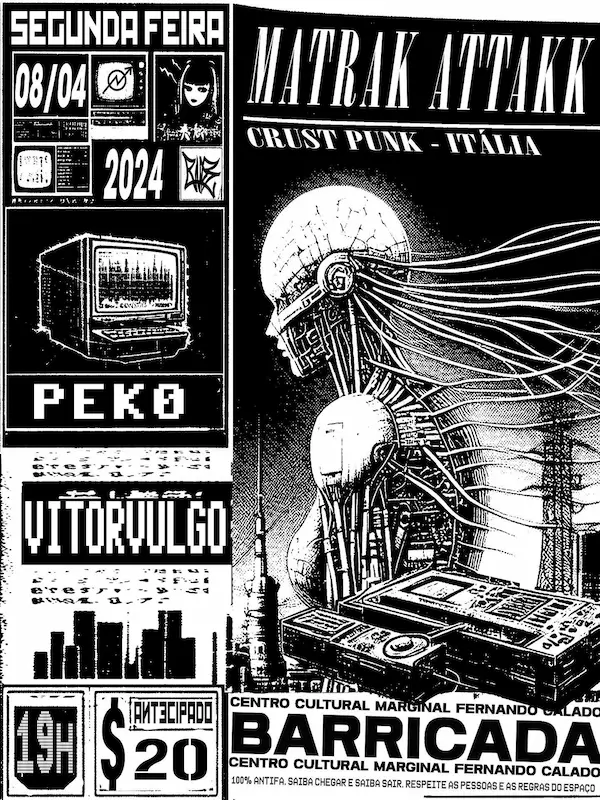 SEGUNDA FEIRA
08/04
2024
PEK0
VITORVULGO
19H
$
ANT3CIPADO
20
MATRAK ATTAKK
CRUST PUNK - ITÁLIA
CENTRO CULTURAL MARGINAL FERNANDO CALADO
BARRICADA
CENTRO CULTURAL MARGINAL FERNANDO CALADO
100% ANTIFA. SAIBA CHEGAR E SAIBA SAIR. RESPEITE AS PESSOAS E AS REGRAS DO ESPAÇO